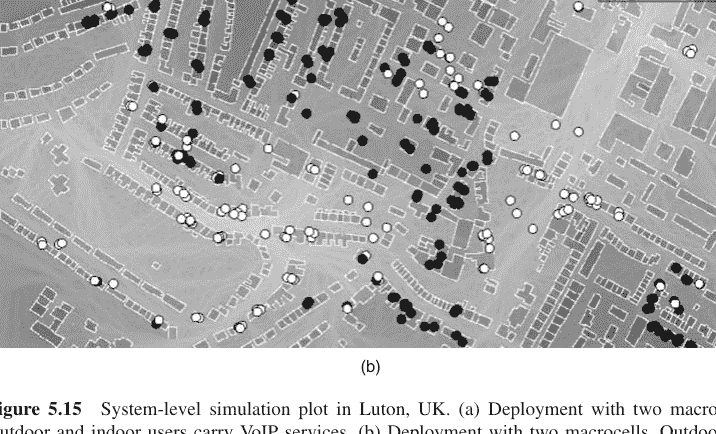 (b)
igure 5.15 System-level simulation plot in Luton, UK. (a) Deployment with two macro
utdoor and indoor users carry VoIP services. (b) Deployment with two macrocells. Outdoo